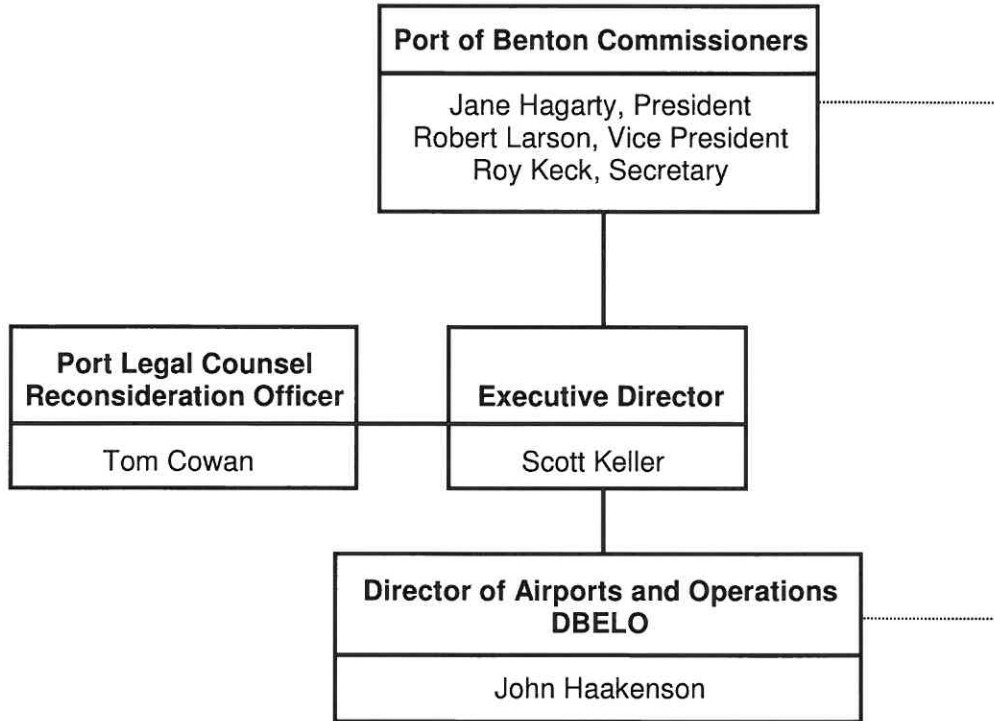 Port of Benton Commissioners
Jane Hagarty, President
Robert Larson, Vice President
Roy Keck, Secretary
Port Legal Counsel
Reconsideration Officer
Tom Cowan
Executive Director
Scott Keller
Director of Airports and Operations
DBELO
John Haakenson